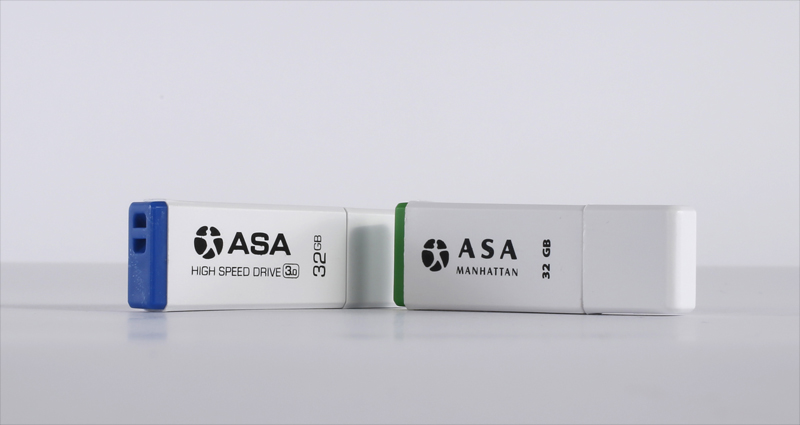 ASA
HIGH SPEED DRIVE 3.0
32GB
ASA
MANHATTAN
32 GB